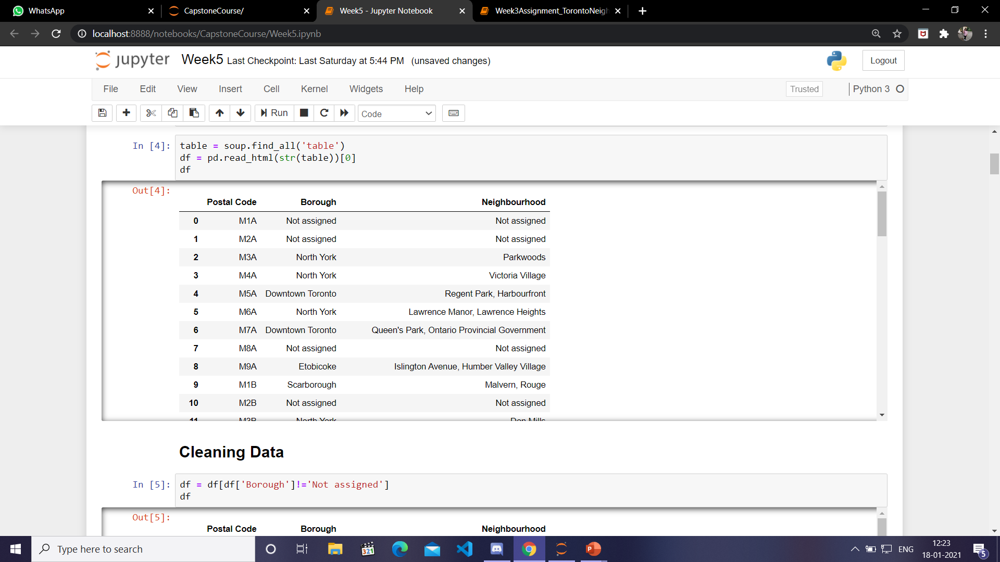 WhatsApp
CapstoneCourse/
Week5 - Jupyter Notebook
Week3Assignment_TorontoNeigh
localhost:8888/notebooks/CapstoneCourse/Week5.ipynb
jupyter Week5 Last Checkpoint: Last Saturday at 5:44 PM (unsaved changes)
Logout
File Edit View Insert Cell Kernel Widgets Help
Trusted
Python 3
Run
Code
In [4]: table = soup.find_all('table')
df = pd.read_html(str(table))[0]
df
Out[4]:
Postal Code Borough Neighbourhood
0 M1A Not assigned Not assigned
1 M2A Not assigned Not assigned
2 M3A North York Parkwoods
3 M4A North York Victoria Village
4 M5A Downtown Toronto Regent Park, Harbourfront
5 M6A North York Lawrence Manor, Lawrence Heights
6 M7A Downtown Toronto Queen's Park, Ontario Provincial Government
7 M8A Not assigned Not assigned
8 M9A Etobicoke Islington Avenue, Humber Valley Village
9 M1B Scarborough Malvern, Rouge
10 M2B Not assigned Not assigned
11 M3B North York Don Mills
Cleaning Data
In [5]: df = df[df['Borough']!='Not assigned']
df
Out[5]:
Postal Code Borough Neighbourhood
Type here to search
321
P
ENG
12:23
18-01-2021
5